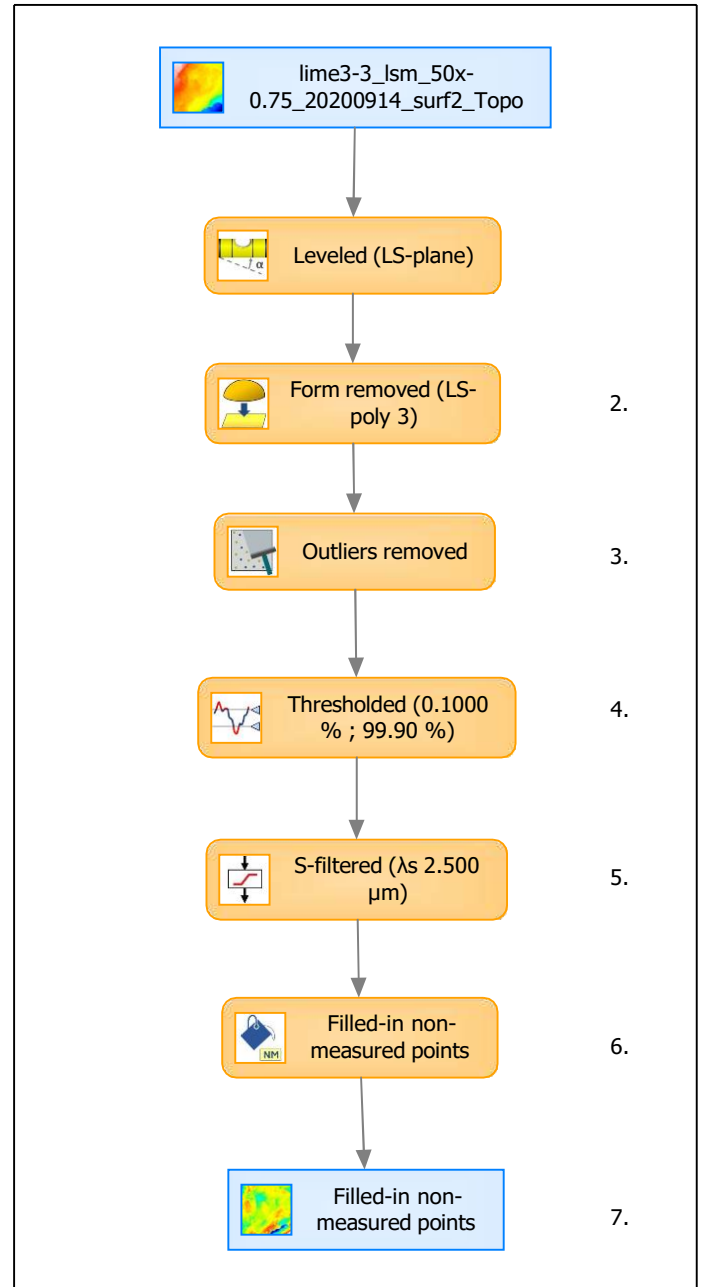 lime3-3_lsm_50x-
0.75_20200914_surf2_Topo
α
Leveled (LS-plane)
Form removed (LS-
poly 3)
2.
Outliers removed
3.
Thresholded (0.1000
% ; 99.90 %)
4.
S-filtered (λs 2.500
µm)
5.
Filled-in non-
measured points
NM
6.
Filled-in non-
measured points
7.